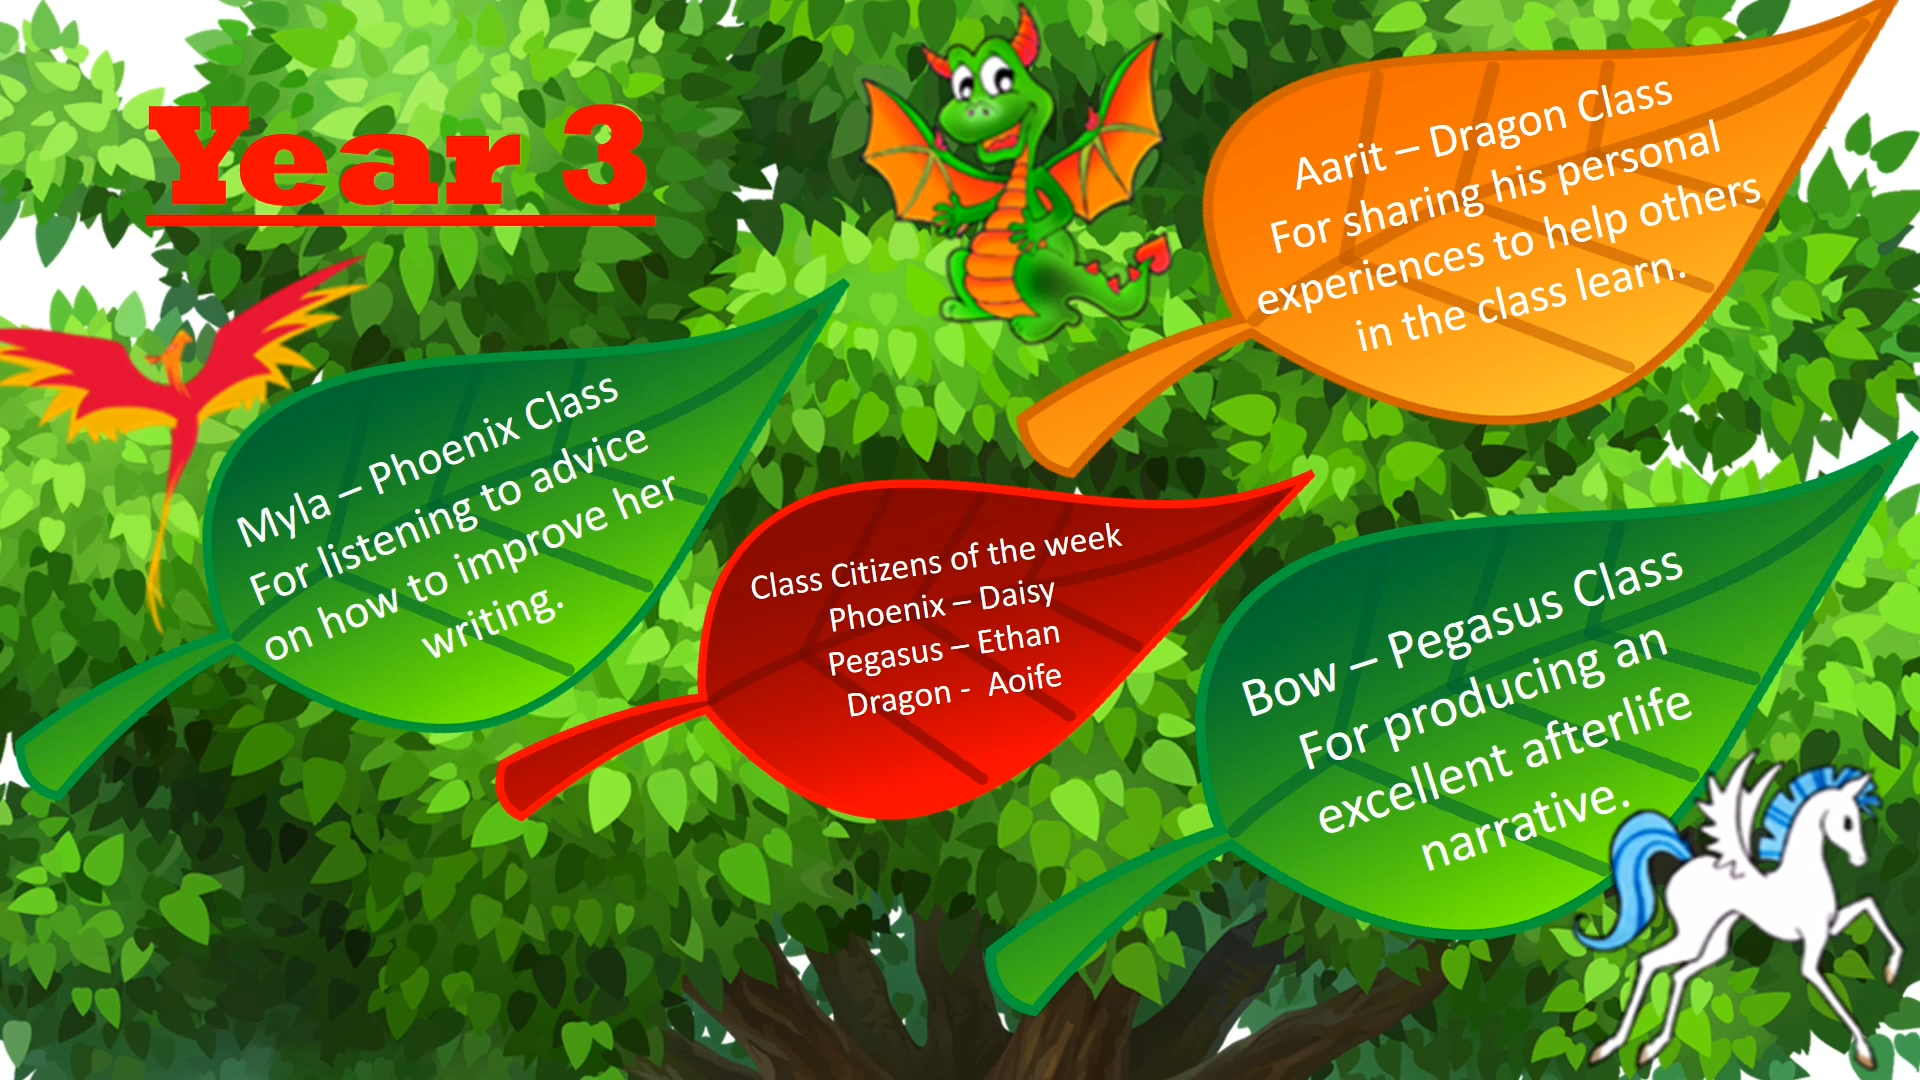 Year 3
Aarit – Dragon Class
For sharing his personal
experiences to help others
in the class learn.
Myla – Phoenix Class
For listening to advice
on how to improve her
writing.
Class Citizens of the week
Phoenix – Daisy
Pegasus – Ethan
Dragon -  Aoife
Bow – Pegasus Class
For producing an
excellent afterlife
narrative.